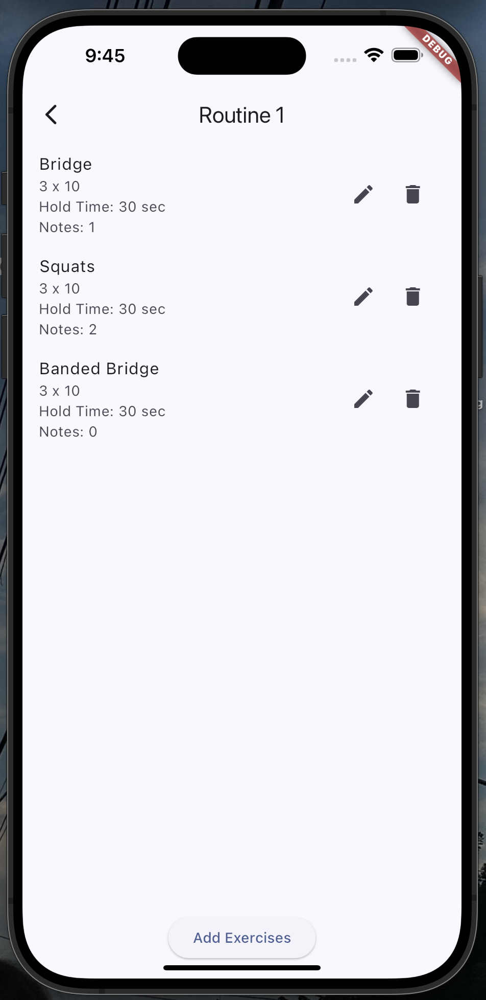 9:45
DEBUG
Routine 1
Bridge
3 x 10
Hold Time: 30 sec
Notes: 1
Squats
3 x 10
Hold Time: 30 sec
Notes: 2
Banded Bridge
3 x 10
Hold Time: 30 sec
Notes: 0
Add Exercises